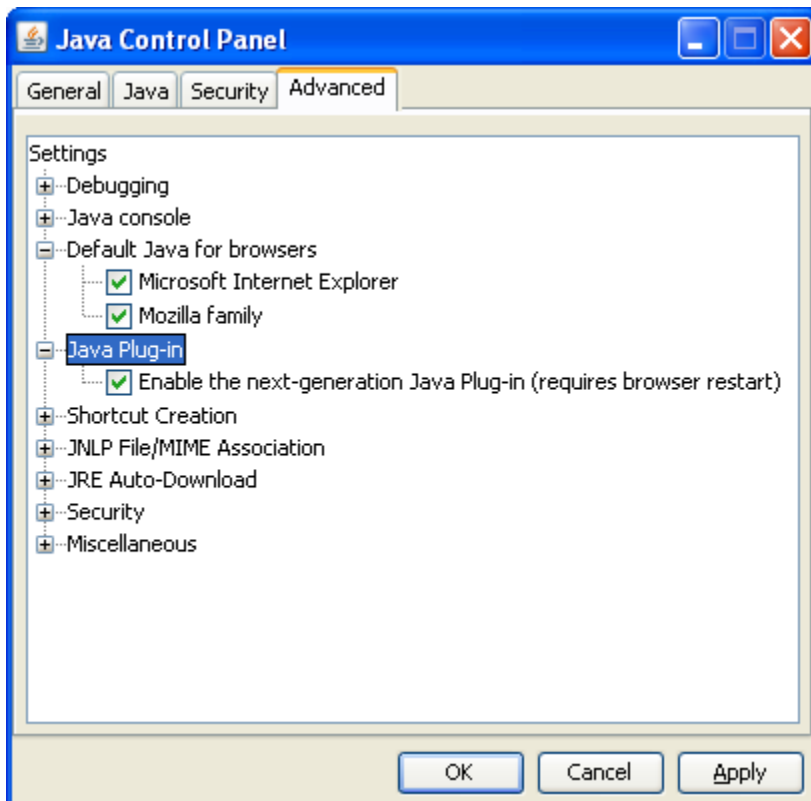 Java Control Panel
General Java Security Advanced
Settings
Debugging
Java console
Default Java for browsers
Microsoft Internet Explorer
Mozilla family
Java Plug-in
Enable the next-generation Java Plug-in (requires browser restart)
Shortcut Creation
JNLP File/MIME Association
JRE Auto-Download
Security
Miscellaneous
OK Cancel Apply